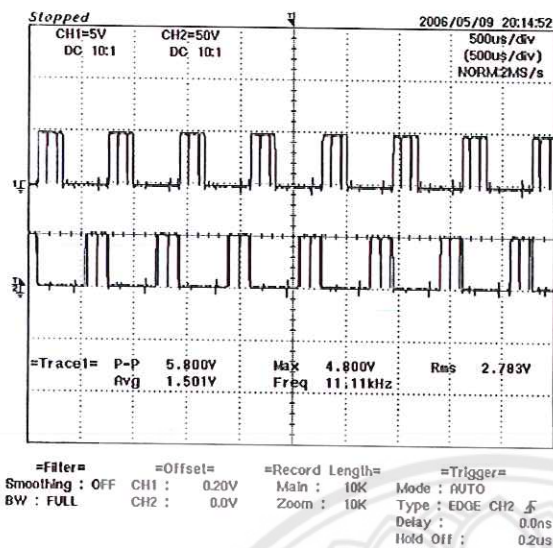 Stopped
2006/05/09 20:14:52
CH1=5V CH2=50V 500us/div
DC 10:1 DC 10:1 (500us/div)
NORM:2MS/s
=Trace1= P-P 5.800V Max 4.800V Rms 2.783V
Avg 1.501V Freq 11.11kHz
=Filter= =Offset= =Record Length= =Trigger=
Smoothing : OFF CH1 : 0.20V Main : 10K Mode : AUTO
BW : FULL CH2 : 0.0V Zoom : 10K Type : EDGE CH2
Delay : 0.0ns
Hold Off : 0.2us